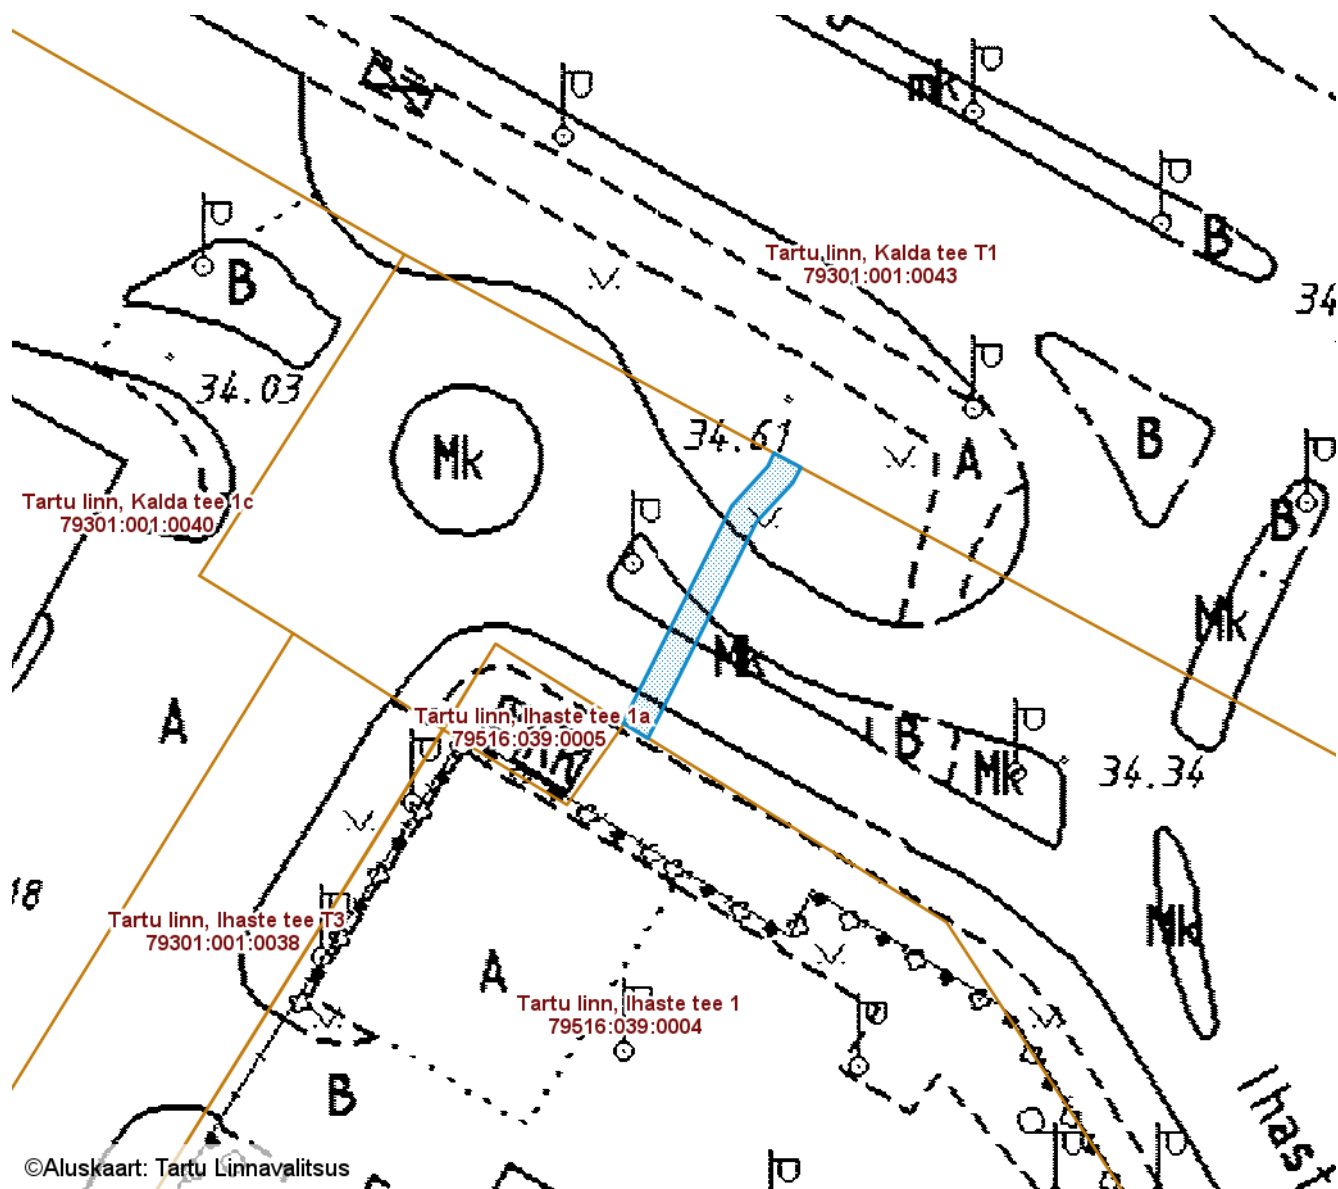 mk
B
Tartu linn, Kalda tee T1
79301:001:0043
B
34
34.03
34.61
B
Mk
A
Tartu linn, Kalda tee 1c
79301:001:0040
B
Mk
Mk
A
Tartu linn, Ihaste tee 1a
79516:039:0005
B
Mk
34.34
18
Mk
Tartu linn, Ihaste tee T3
79301:001:0038
A
Tartu linn, Ihaste tee 1
79516:039:0004
B
Ihast
©Aluskaart: Tartu Linnavalitsus